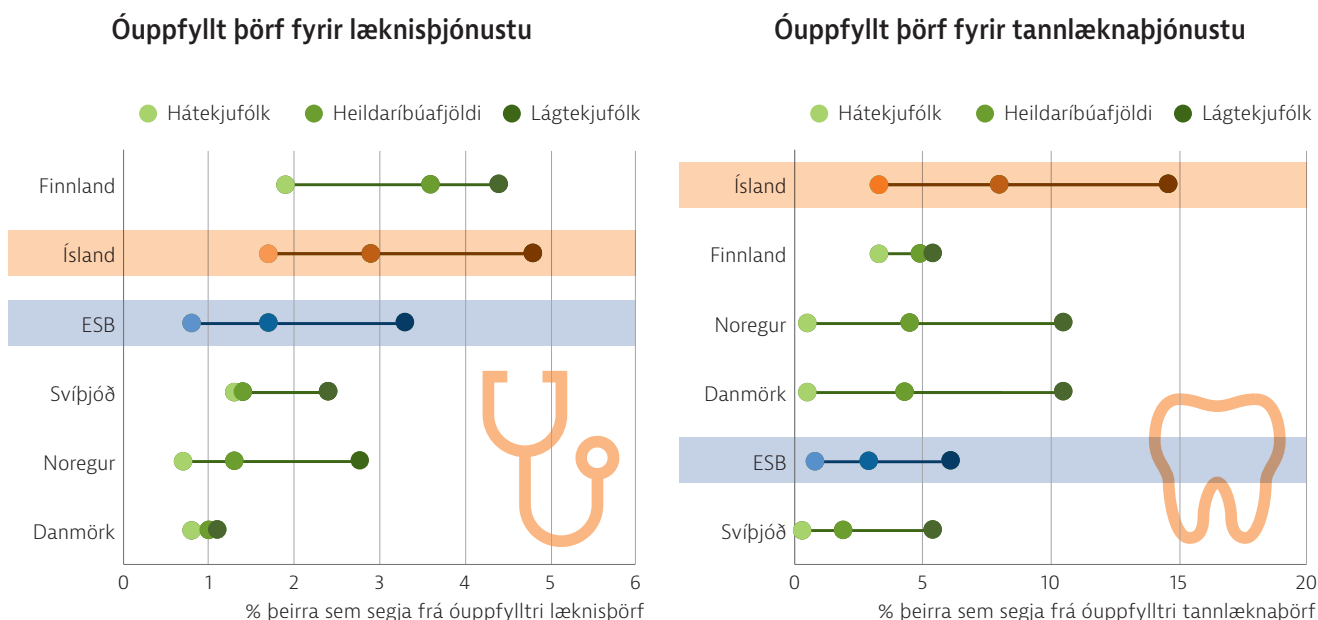 Óuppfyllt þörf fyrir læknisþjónustu
Hátekjufólk Heildaríbúafjöldi Lágtekjufólk
Finnland
Ísland
ESB
Svíþjóð
Noregur
Danmörk
0 1 2 3 4 5 6
% þeirra sem segja frá óuppfylltri læknisþörf
Óuppfyllt þörf fyrir tannlæknaþjónustu
Hátekjufólk Heildaríbúafjöldi Lágtekjufólk
Ísland
Finnland
Noregur
Danmörk
ESB
Svíþjóð
0 5 10 15 20
% þeirra sem segja frá óuppfylltri tannlæknaþörf